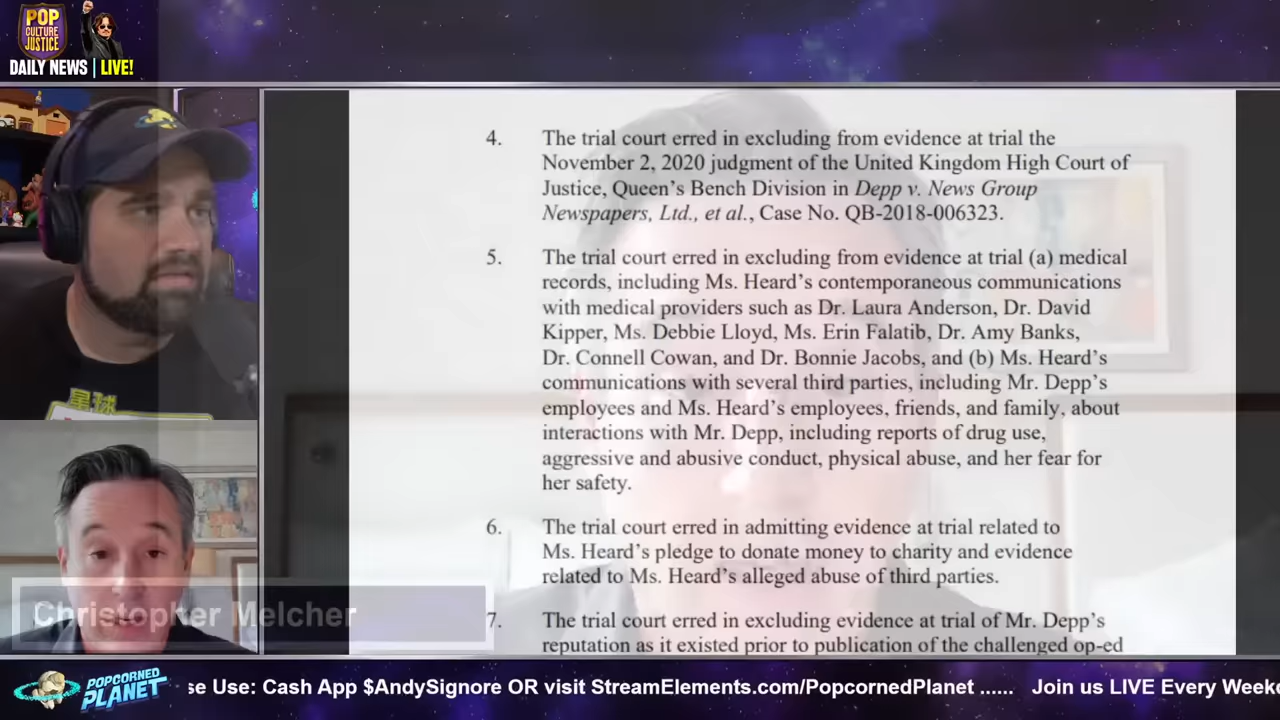 POP
CULTURE
JUSTICE
DAILY NEWS | LIVE!
4. The trial court erred in excluding from evidence at trial the
November 2, 2020 judgment of the United Kingdom High Court of
Justice, Queen's Bench Division in Depp v. News Group
Newspapers, Ltd., et al., Case No. QB-2018-006323.
5. The trial court erred in excluding from evidence at trial (a) medical
records, including Ms. Heard's contemporaneous communications
with medical providers such as Dr. Laura Anderson, Dr. David
Kipper, Ms. Debbie Lloyd, Ms. Erin Falatib, Dr. Amy Banks,
Dr. Connell Cowan, and Dr. Bonnie Jacobs, and (b) Ms. Heard's
communications with several third parties, including Mr. Depp's
employees and Ms. Heard's employees, friends, and family, about
interactions with Mr. Depp, including reports of drug use,
aggressive and abusive conduct, physical abuse, and her fear for
her safety.
6. The trial court erred in admitting evidence at trial related to
Ms. Heard's pledge to donate money to charity and evidence
related to Ms. Heard's alleged abuse of third parties.
7. The trial court erred in excluding evidence at trial of Mr. Depp's
reputation as it existed prior to publication of the challenged op-ed
星球
Christopher Melcher
POPCORNED
PLANET
se Use: Cash App $AndySignore OR visit StreamElements.com/PopcornedPlanet ...... Join us LIVE Every Week